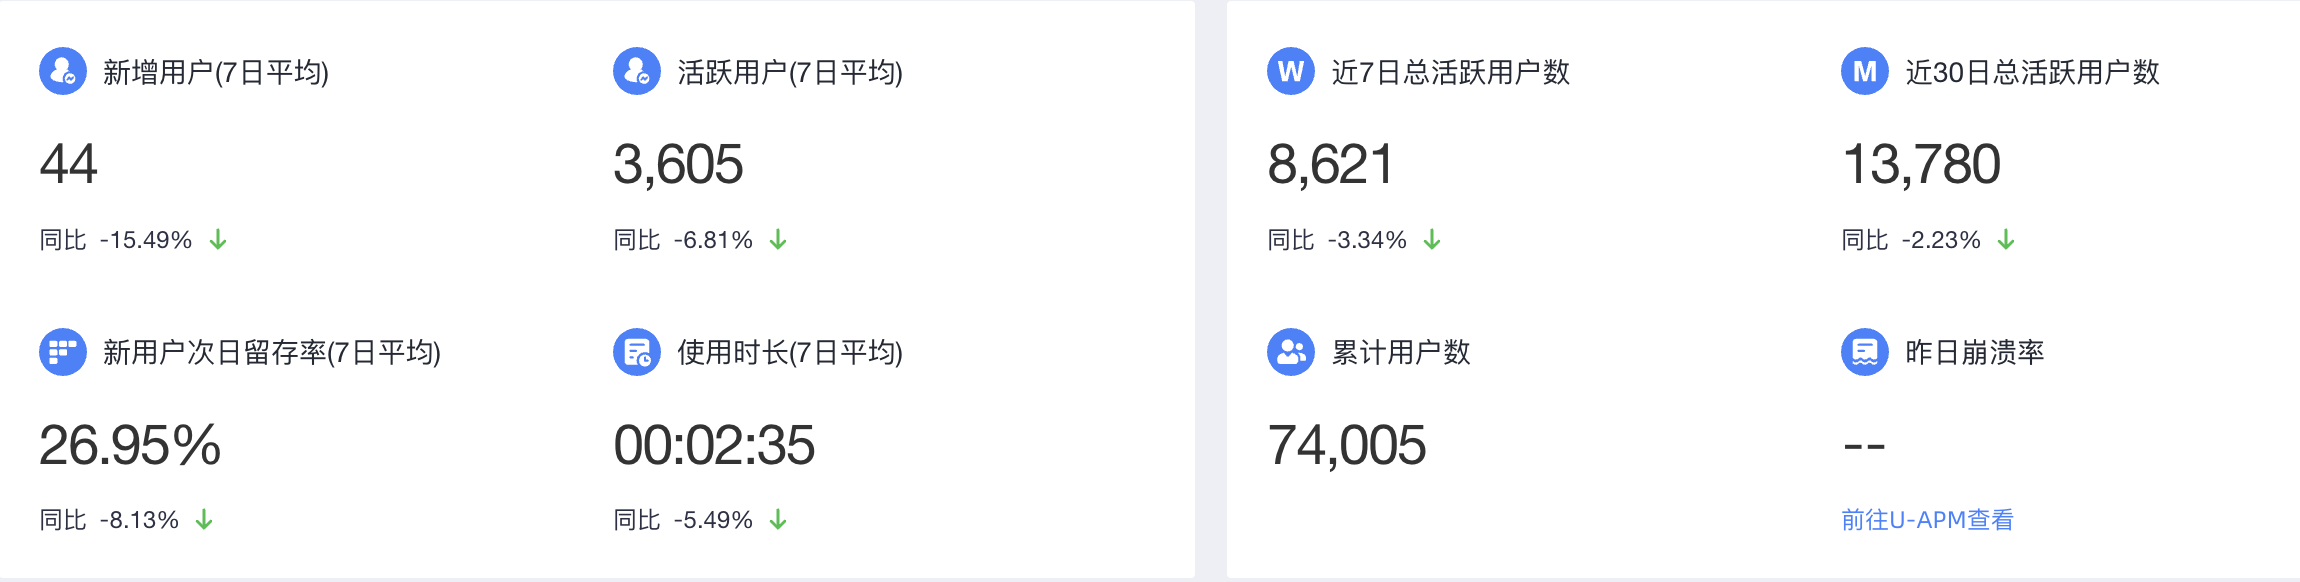 新增用户(7日平均)
活跃用户(7日平均)
W 近7日总活跃用户数
M 近30日总活跃用户数
44
3,605
8,621
13,780
同比 -15.49% ↓
同比 -6.81% ↓
同比 -3.34% ↓
同比 -2.23% ↓
新用户次日留存率(7日平均)
使用时长(7日平均)
累计用户数
昨日崩溃率
26.95%
00:02:35
74,005
--
同比 -8.13% ↓
同比 -5.49% ↓
前往U-APM查看